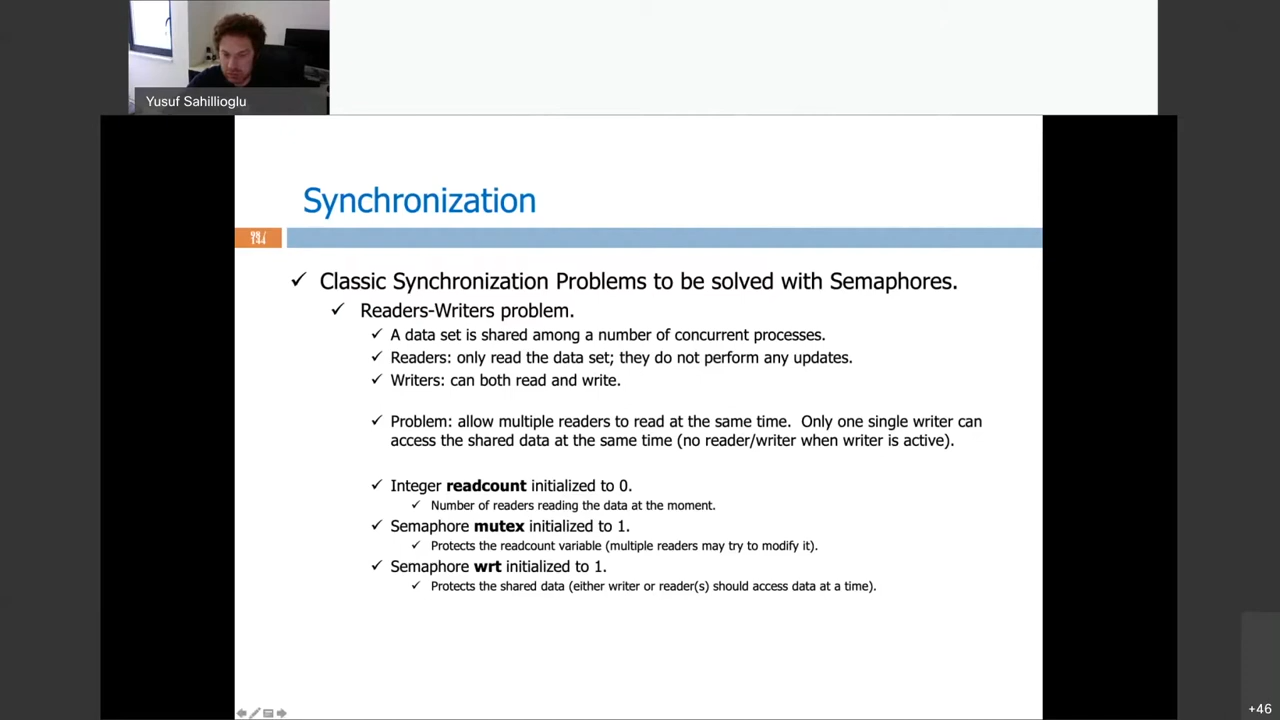 Yusuf Sahillioglu
Synchronization
98 /
144
Classic Synchronization Problems to be solved with Semaphores.
Readers-Writers problem.
A data set is shared among a number of concurrent processes.
Readers: only read the data set; they do not perform any updates.
Writers: can both read and write.
Problem: allow multiple readers to read at the same time. Only one single writer can
access the shared data at the same time (no reader/writer when writer is active).
Integer readcount initialized to 0.
Number of readers reading the data at the moment.
Semaphore mutex initialized to 1.
Protects the readcount variable (multiple readers may try to modify it).
Semaphore wrt initialized to 1.
Protects the shared data (either writer or reader(s) should access data at a time).
+46